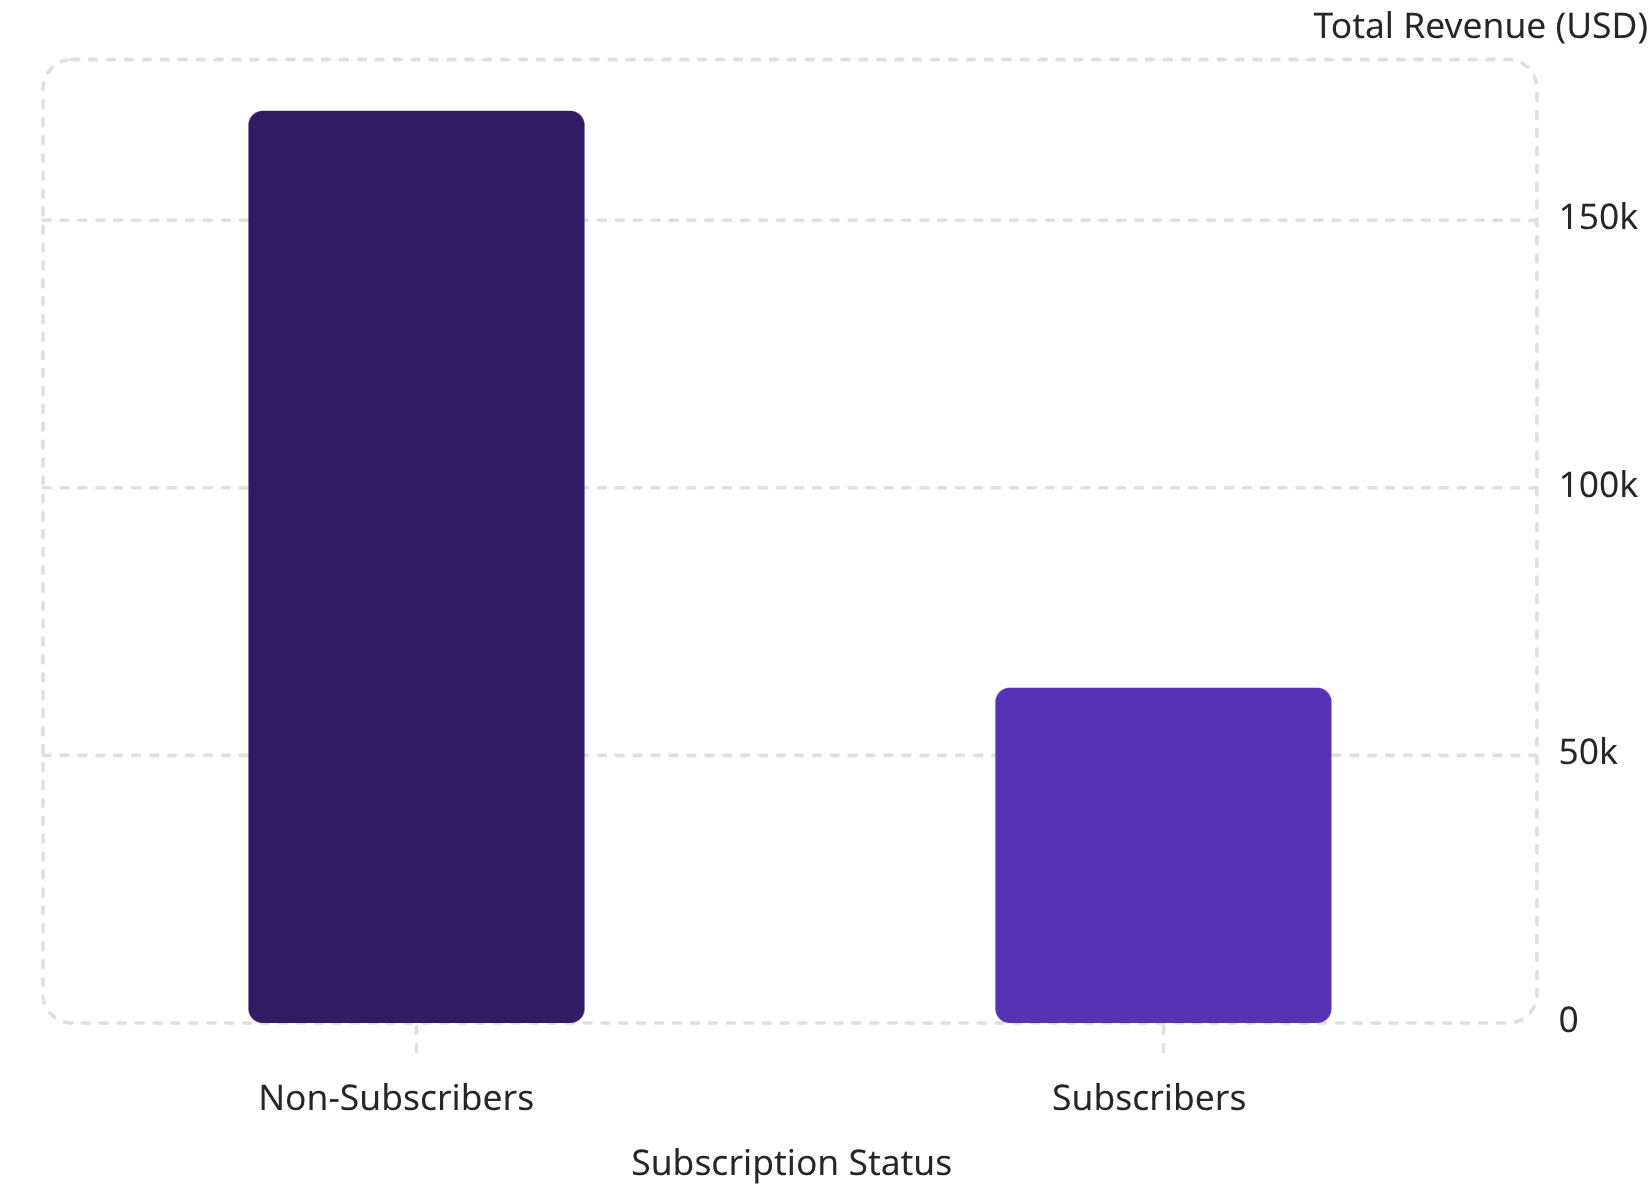 Total Revenue (USD)
150k
100k
50k
0
Non-Subscribers
Subscribers
Subscription Status